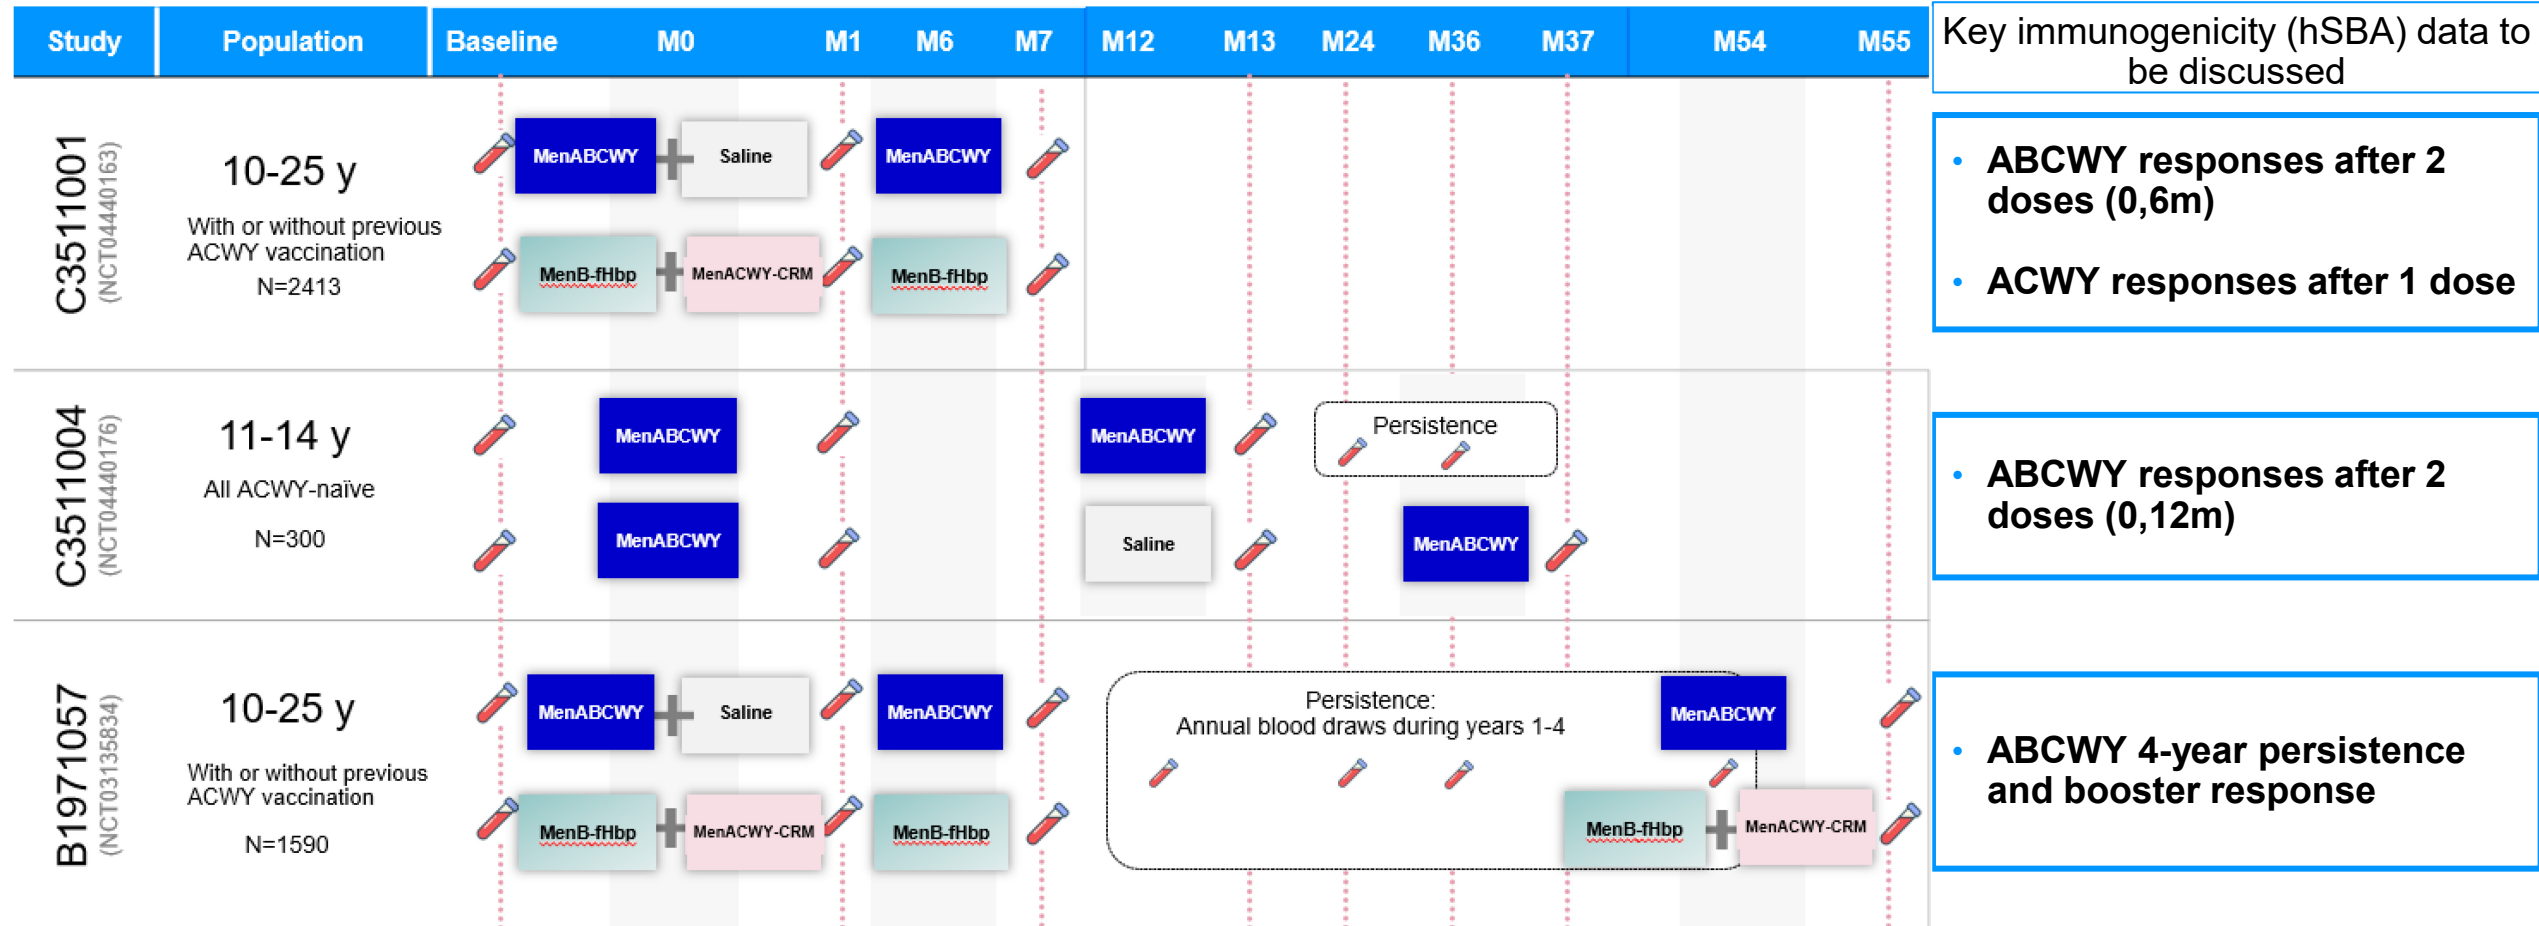 Study Population Baseline M0 M1 M6 M7 M12 M13 M24 M36 M37 M54 M55
Key immunogenicity (hSBA) data to
be discussed
C3511001
(NCT04440163)
10-25 y
With or without previous
ACWY vaccination
N=2413
MenABCWY + Saline MenABCWY
MenB-fHbp + MenACWY-CRM MenB-fHbp
• ABCWY responses after 2
doses (0,6m)
• ACWY responses after 1 dose
C3511004
(NCT04440176)
11-14 y
All ACWY-naïve
N=300
MenABCWY MenABCWY Persistence
MenABCWY Saline MenABCWY
• ABCWY responses after 2
doses (0,12m)
B1971057
(NCT03135834)
10-25 y
With or without previous
ACWY vaccination
N=1590
MenABCWY + Saline MenABCWY
MenB-fHbp + MenACWY-CRM MenB-fHbp
Persistence:
Annual blood draws during years 1-4
MenABCWY
MenB-fHbp + MenACWY-CRM
• ABCWY 4-year persistence
and booster response